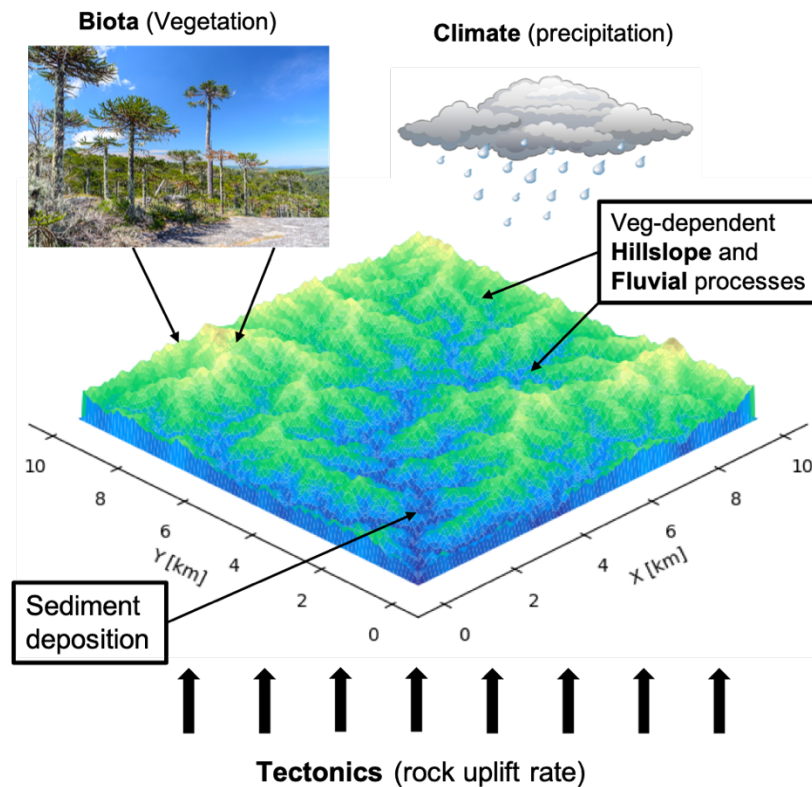 Biota (Vegetation)
Climate (precipitation)
Veg-dependent
Hillslope and
Fluvial processes
10
8
6
4
2
0
Y [km]
0
2
4
6
8
10
X [km]
Sediment
deposition
Tectonics (rock uplift rate)